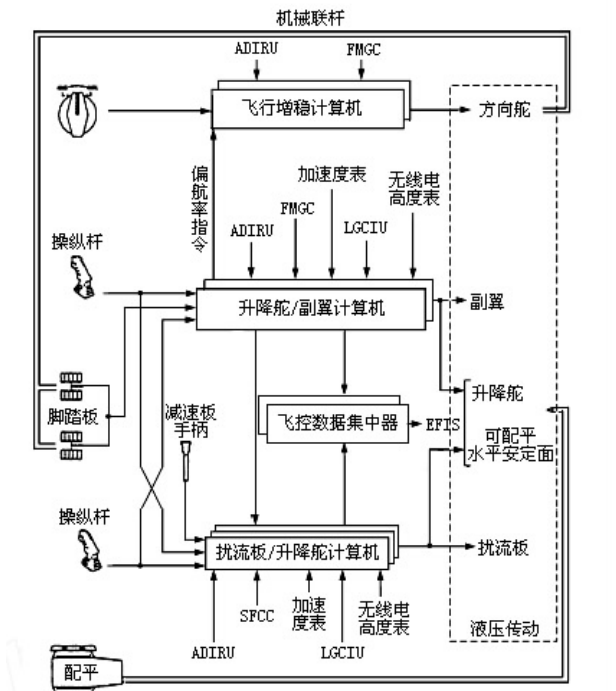 机械联杆
ADIRU
FMGC
飞行增稳计算机
方向舵
偏航率指令
加速度表
无线电
高度表
FMGC
ADIRU
LGCIU
操纵杆
升降舵/副翼计算机
副翼
脚踏板
减速板
手柄
飞控数据集中器
EFIS
升降舵
可配平
水平安定面
操纵杆
扰流板/升降舵计算机
扰流板
SFCC
加速
度表
无线电
高度表
ADIRU
LGCIU
液压传动
配平